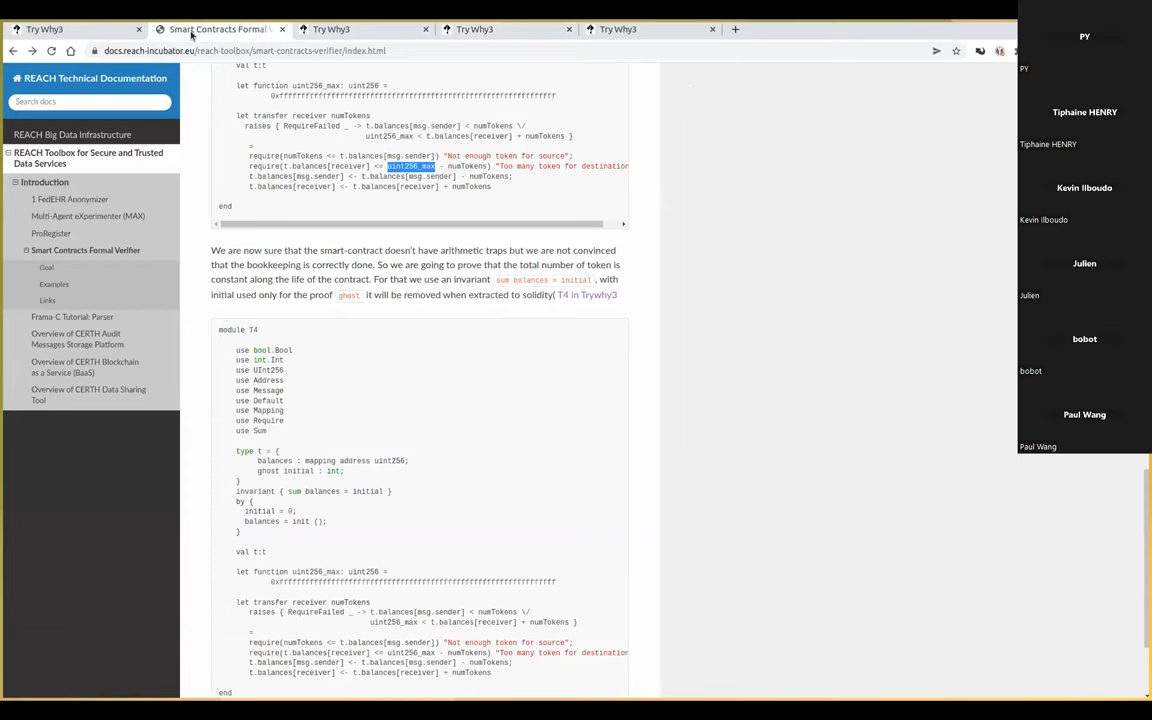 Try Why3
Smart Contracts Formal V
Try Why3
Try Why3
Try Why3
docs.reach-incubator.eu/reach-toolbox/smart-contracts-verifier/index.html
REACH Technical Documentation
Search docs
REACH Big Data Infrastructure
REACH Toolbox for Secure and Trusted
Data Services
Introduction
1 FedEHR Anonymizer
Multi-Agent eXperimenter (MAX)
ProRegister
Smart Contracts Formal Verifier
Goal
Examples
Links
Frama-C Tutorial: Parser
Overview of CERTH Audit
Messages Storage Platform
Overview of CERTH Blockchain
as a Service (BaaS)
Overview of CERTH Data Sharing
Tool
val t:t
let function uint256_max: uint256 =
0xffffffffffffffffffffffffffffffffffffffffffffffffffffffffffffffff
let transfer receiver numTokens
raises { RequireFailed _ -> t.balances[msg.sender] < numTokens \/
uint256_max < t.balances[receiver] + numTokens }
=
require(numTokens <= t.balances[msg.sender]) "Not enough token for source";
require(t.balances[receiver] <= uint256_max - numTokens) "Too many token for destination
t.balances[msg.sender] <- t.balances[msg.sender] - numTokens;
t.balances[receiver] <- t.balances[receiver] + numTokens
end
We are now sure that the smart-contract doesn't have arithmetic traps but we are not convinced
that the bookkeeping is correctly done. So we are going to prove that the total number of token is
constant along the life of the contract. For that we use an invariant sum balances = initial , with
initial used only for the proof ghost it will be removed when extracted to solidity( T4 in Trywhy3
module T4
use bool.Bool
use int.Int
use UInt256
use Address
use Message
use Default
use Mapping
use Require
use Sum
type t = {
balances : mapping address uint256;
ghost initial : int;
}
invariant { sum balances = initial }
by {
initial = 0;
balances = init ();
}
val t:t
let function uint256_max: uint256 =
0xffffffffffffffffffffffffffffffffffffffffffffffffffffffffffffffff
let transfer receiver numTokens
raises { RequireFailed _ -> t.balances[msg.sender] < numTokens \/
uint256_max < t.balances[receiver] + numTokens }
=
require(numTokens <= t.balances[msg.sender]) "Not enough token for source";
require(t.balances[receiver] <= uint256_max - numTokens) "Too many token for destination
t.balances[msg.sender] <- t.balances[msg.sender] - numTokens;
t.balances[receiver] <- t.balances[receiver] + numTokens
end
PY
PY
Tiphaine HENRY
Tiphaine HENRY
Kevin Ilboudo
Kevin Ilboudo
Julien
Julien
bobot
bobot
Paul Wang
Paul Wang